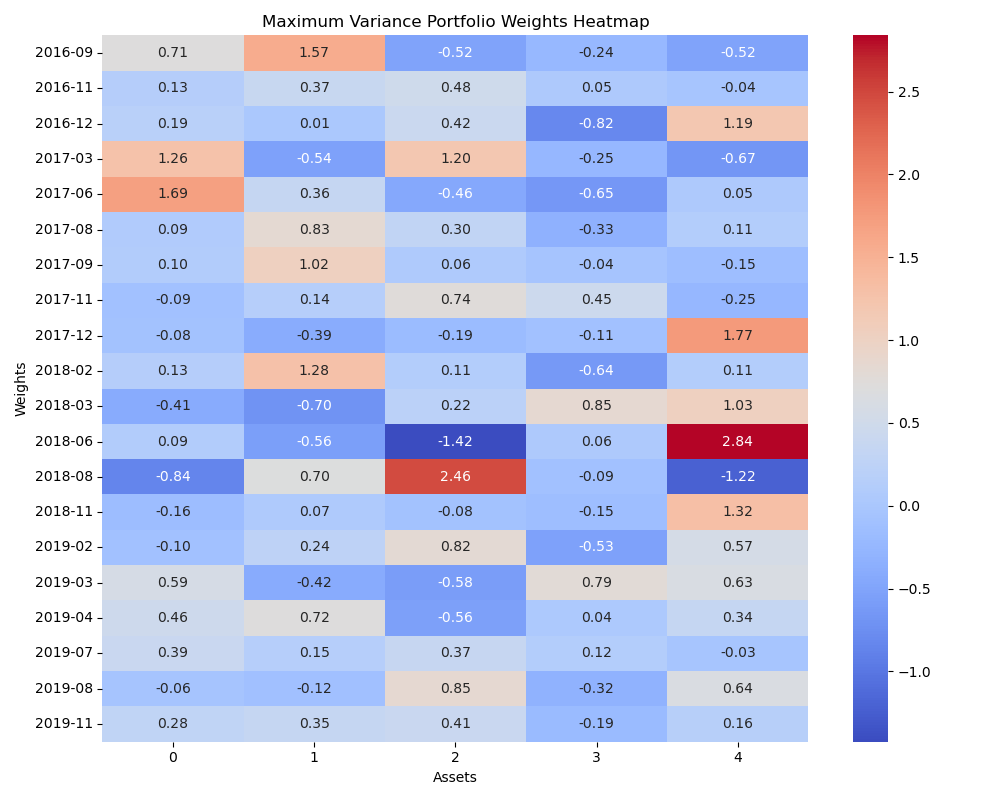 Maximum Variance Portfolio Weights Heatmap
2016-09 0.71 1.57 -0.52 -0.24 -0.52
2016-11 0.13 0.37 0.48 0.05 -0.04
2016-12 0.19 0.01 0.42 -0.82 1.19
2017-03 1.26 -0.54 1.20 -0.25 -0.67
2017-06 1.69 0.36 -0.46 -0.65 0.05
2017-08 0.09 0.83 0.30 -0.33 0.11
2017-09 0.10 1.02 0.06 -0.04 -0.15
2017-11 -0.09 0.14 0.74 0.45 -0.25
2017-12 -0.08 -0.39 -0.19 -0.11 1.77
2018-02 0.13 1.28 0.11 -0.64 0.11
2018-03 -0.41 -0.70 0.22 0.85 1.03
2018-06 0.09 -0.56 -1.42 0.06 2.84
2018-08 -0.84 0.70 2.46 -0.09 -1.22
2018-11 -0.16 0.07 -0.08 -0.15 1.32
2019-02 -0.10 0.24 0.82 -0.53 0.57
2019-03 0.59 -0.42 -0.58 0.79 0.63
2019-04 0.46 0.72 -0.56 0.04 0.34
2019-07 0.39 0.15 0.37 0.12 -0.03
2019-08 -0.06 -0.12 0.85 -0.32 0.64
2019-11 0.28 0.35 0.41 -0.19 0.16
0 1 2 3 4
Assets
Weights
2.5
2.0
1.5
1.0
0.5
0.0
−0.5
−1.0